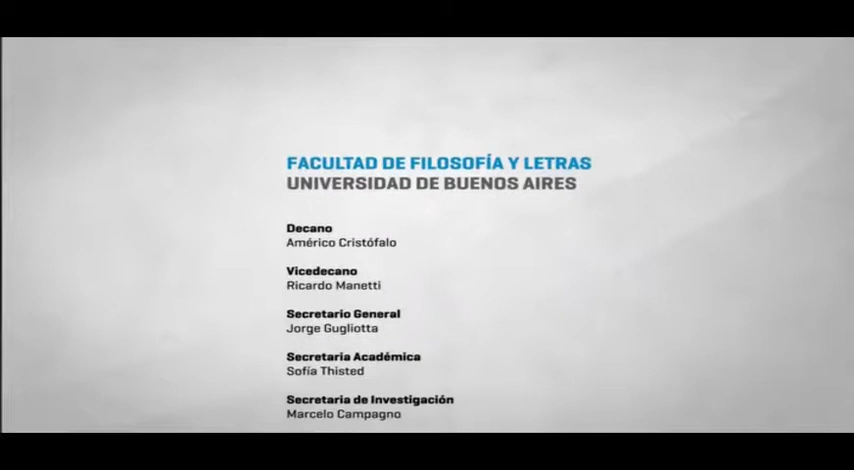 FACULTAD DE FILOSOFÍA Y LETRAS
UNIVERSIDAD DE BUENOS AIRES
Decano
Américo Cristófalo
Vicedecano
Ricardo Manetti
Secretario General
Jorge Gugliotta
Secretaria Académica
Sofía Thisted
Secretaria de Investigación
Marcelo Campagno